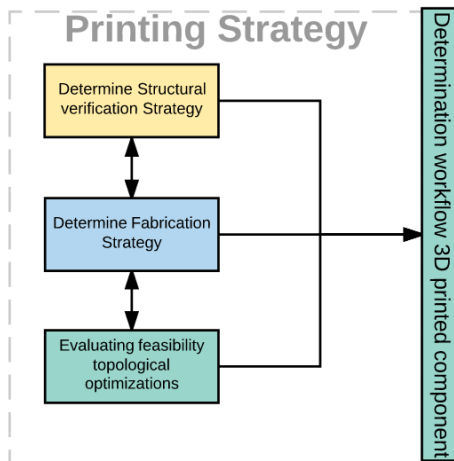 Printing Strategy
Determine Structural
verification Strategy
Determine Fabrication
Strategy
Evaluating feasibility
topological
optimizations
Determination workflow 3D printed component